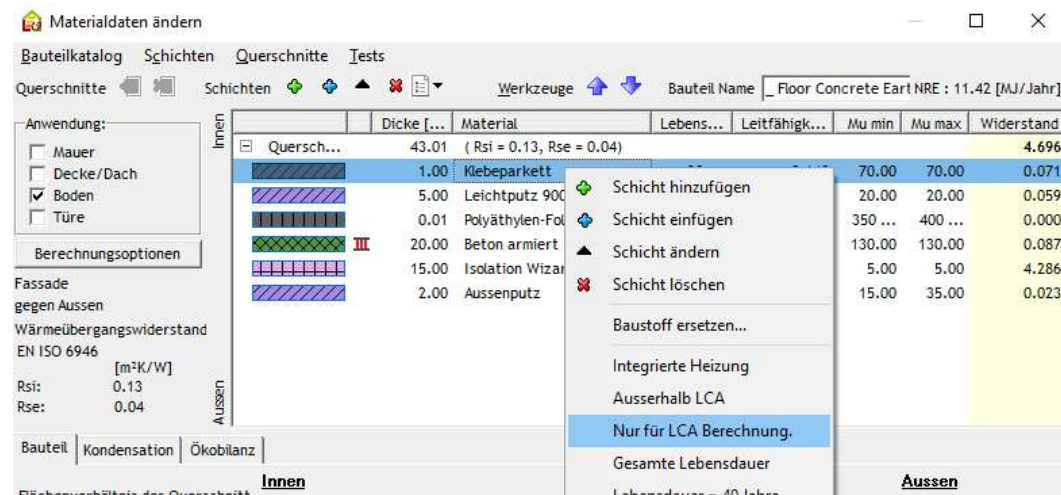 Materialdaten ändern
Bauteilkatalog Schichten Querschnitte Tests
Querschnitte Schichten Werkzeuge Bauteil Name _ Floor Concrete Eart NRE : 11.42 [MJ/Jahr]
Anwendung:
Mauer
Decke/Dach
Boden
Türe
Berechnungsoptionen
Fassade
gegen Aussen
Wärmeübergangswiderstand
EN ISO 6946
[m²K/W]
Rsi: 0.13
Rse: 0.04
Innen
Aussen
Dicke [... Material Lebens... Leitfähigk... Mu min Mu max Widerstand
Quersch... 43.01 ( Rsi = 0.13, Rse = 0.04) 4.696
1.00 Klebeparkett 70.00 70.00 0.071
5.00 Leichtputz 900 20.00 20.00 0.059
0.01 Polyäthylen-Fol 350 ... 400 ... 0.000
III 20.00 Beton armiert 130.00 130.00 0.087
15.00 Isolation Wizar 5.00 5.00 4.286
2.00 Aussenputz 15.00 35.00 0.023
Schicht hinzufügen
Schicht einfügen
Schicht ändern
Schicht löschen
Baustoff ersetzen...
Integrierte Heizung
Ausserhalb LCA
Nur für LCA Berechnung.
Gesamte Lebensdauer
Lebensdauer = 40 Jahre
Bauteil Kondensation Ökobilanz
Innen Aussen
Flächenverhältnis des Querschnitt